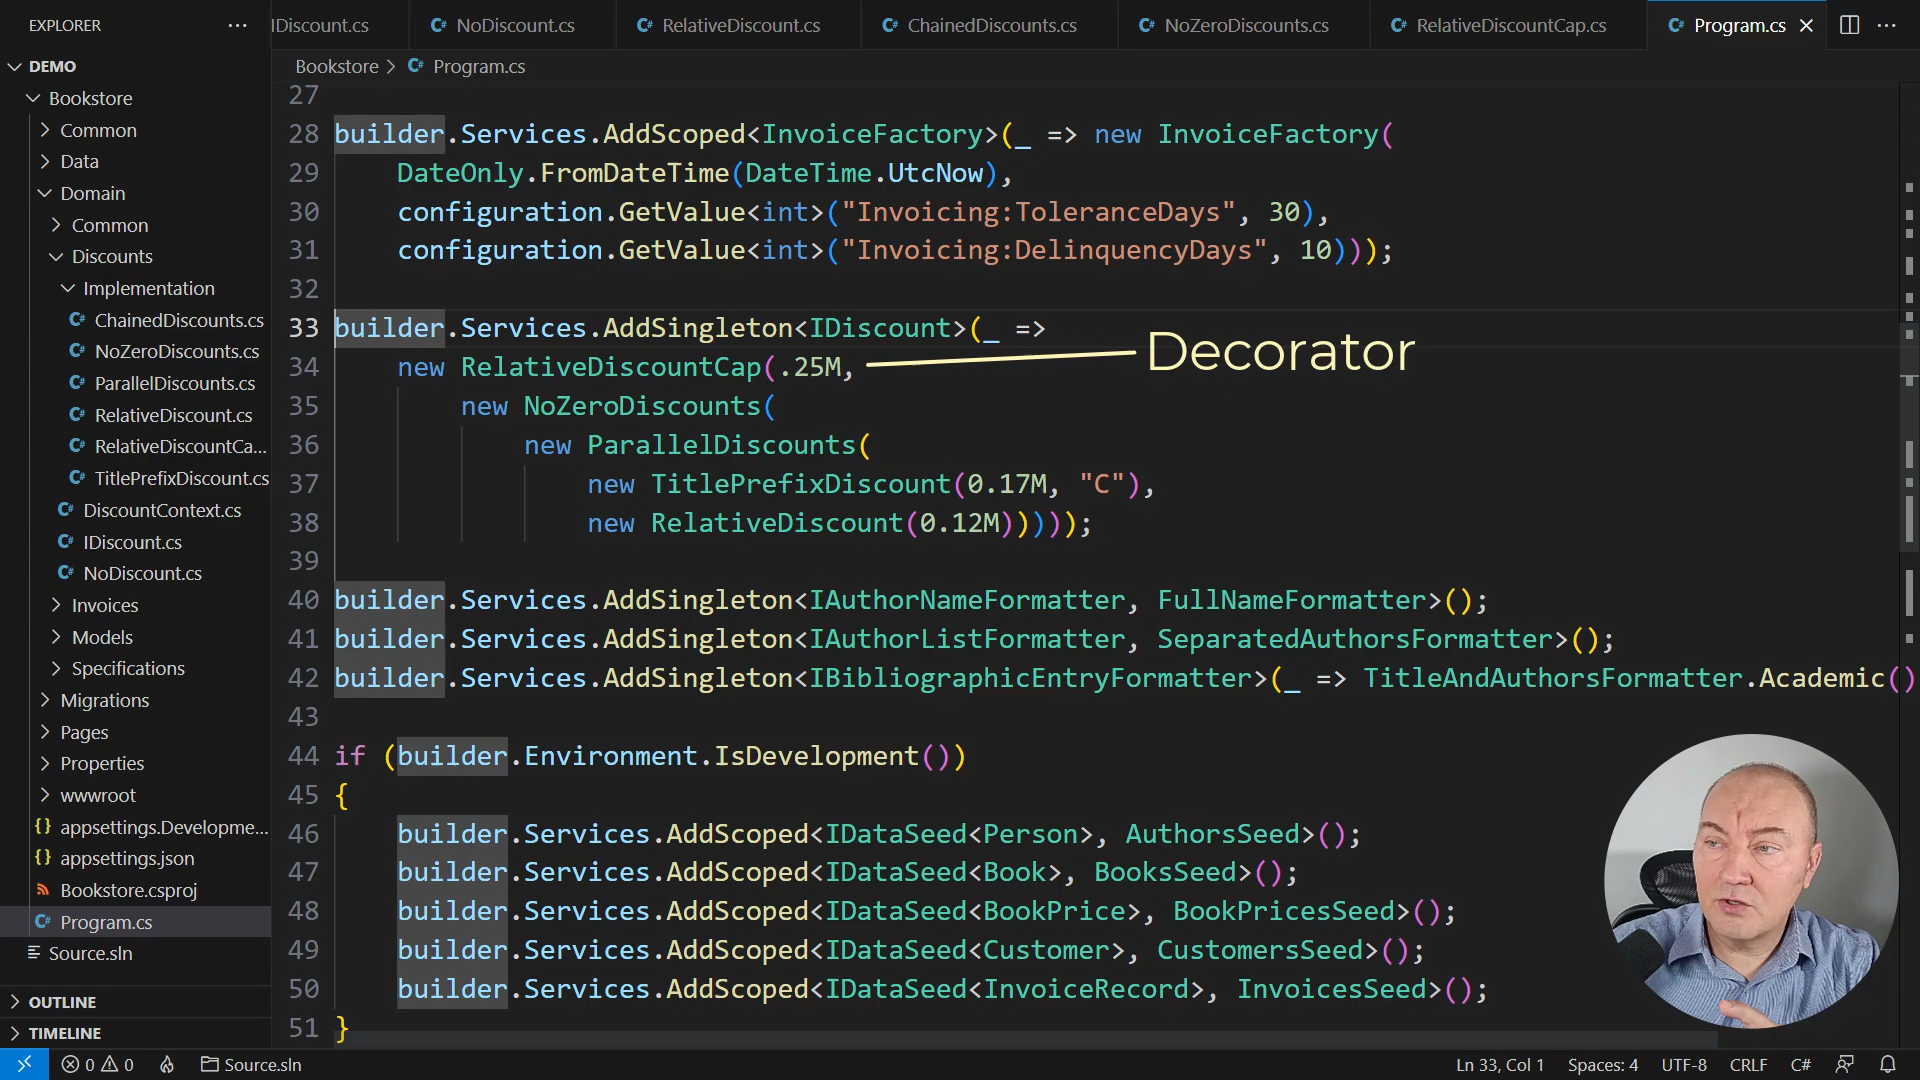 EXPLORER
IDiscount.cs
NoDiscount.cs
RelativeDiscount.cs
ChainedDiscounts.cs
NoZeroDiscounts.cs
RelativeDiscountCap.cs
Program.cs
Bookstore > Program.cs
DEMO
Bookstore
Common
Data
Domain
Common
Discounts
Implementation
ChainedDiscounts.cs
NoZeroDiscounts.cs
ParallelDiscounts.cs
RelativeDiscount.cs
RelativeDiscountCa...
TitlePrefixDiscount.cs
DiscountContext.cs
IDiscount.cs
NoDiscount.cs
Invoices
Models
Specifications
Migrations
Pages
Properties
wwwroot
appsettings.Developme...
appsettings.json
Bookstore.csproj
Program.cs
Source.sln
OUTLINE
TIMELINE
27
28 builder.Services.AddScoped<InvoiceFactory>(_ => new InvoiceFactory(
29 DateOnly.FromDateTime(DateTime.UtcNow),
30 configuration.GetValue<int>("Invoicing:ToleranceDays", 30),
31 configuration.GetValue<int>("Invoicing:DelinquencyDays", 10)));
32
33 builder.Services.AddSingleton<IDiscount>(_ =>
34 new RelativeDiscountCap(.25M,
Decorator
35 new NoZeroDiscounts(
36 new ParallelDiscounts(
37 new TitlePrefixDiscount(0.17M, "C"),
38 new RelativeDiscount(0.12M)))));
39
40 builder.Services.AddSingleton<IAuthorNameFormatter, FullNameFormatter>();
41 builder.Services.AddSingleton<IAuthorListFormatter, SeparatedAuthorsFormatter>();
42 builder.Services.AddSingleton<IBibliographicEntryFormatter>(_ => TitleAndAuthorsFormatter.Academic()
43
44 if (builder.Environment.IsDevelopment())
45 {
46 builder.Services.AddScoped<IDataSeed<Person>, AuthorsSeed>();
47 builder.Services.AddScoped<IDataSeed<Book>, BooksSeed>();
48 builder.Services.AddScoped<IDataSeed<BookPrice>, BookPricesSeed>();
49 builder.Services.AddScoped<IDataSeed<Customer>, CustomersSeed>();
50 builder.Services.AddScoped<IDataSeed<InvoiceRecord>, InvoicesSeed>();
51 }
0 0 Source.sln Ln 33, Col 1 Spaces: 4 UTF-8 CRLF C#